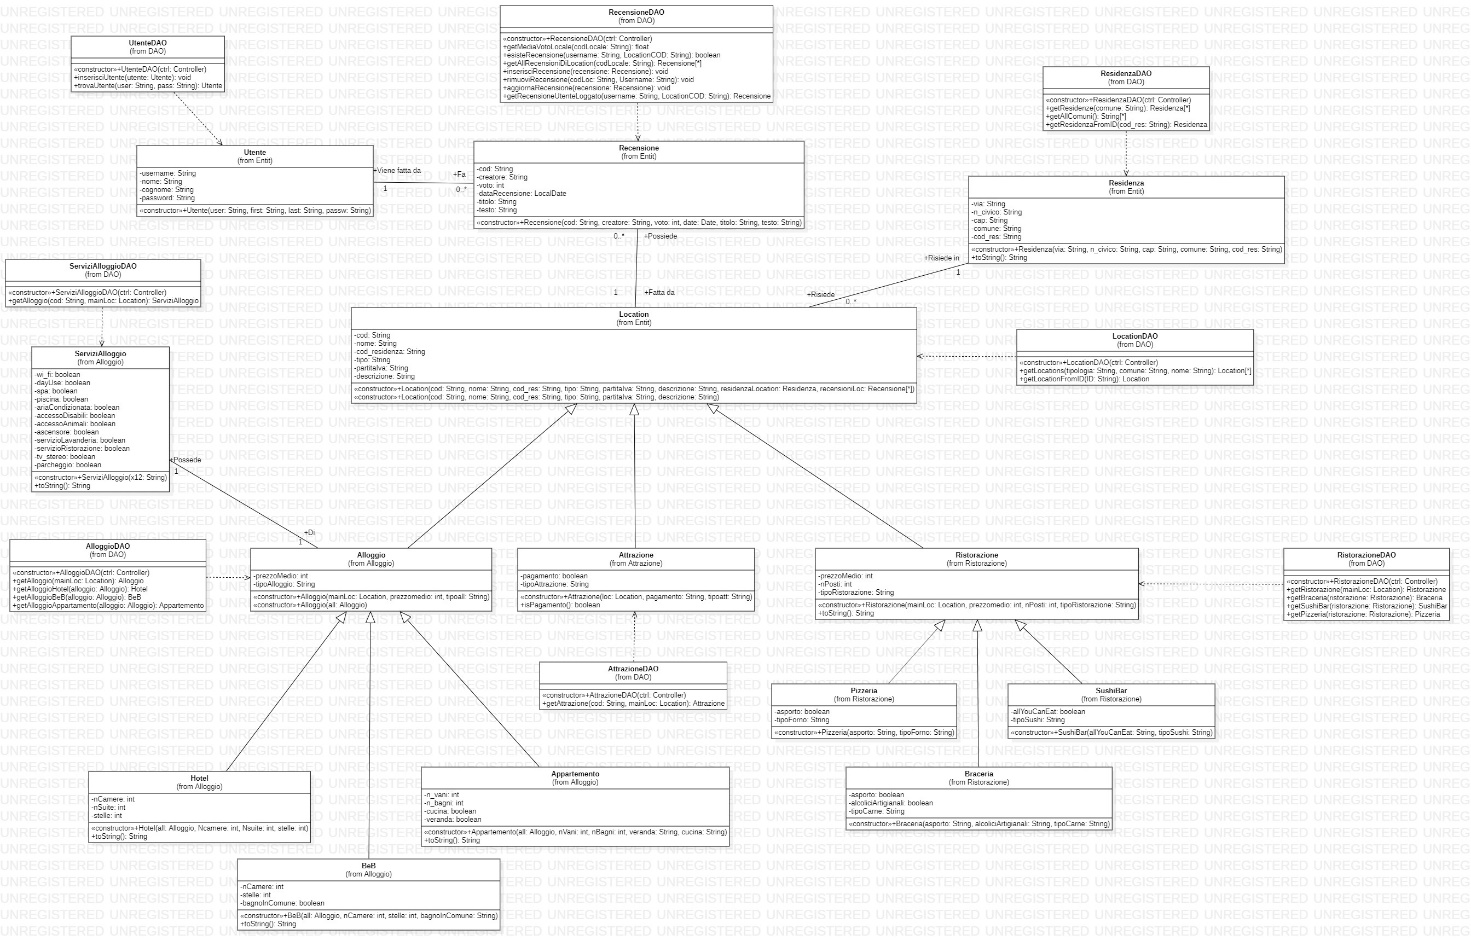 RecensioneDAO
(from DAO)
«constructor»+RecensioneDAO(ctrl: Controller)
+getMediaVotoLocale(codLocale: String): float
+existeRecensione(username: String, LocationCOD: String): boolean
+getAllRecensioniDiLocation(codLocale: String): Recensione[*]
+inserisciRecensione(recensione: Recensione): void
+rimuoviRecensione(codLoc: String, Username: String): void
+aggiornaRecensione(recensione: Recensione): void
+getRecensioneUtenteLoggato(username: String, LocationCOD: String): Recensione
UtenteDAO
(from DAO)
«constructor»+UtenteDAO(ctrl: Controller)
+inserisciUtente(utente: Utente): void
+trovaUtente(user: String, pass: String): Utente
ResidenzaDAO
(from DAO)
«constructor»+ResidenzaDAO(ctrl: Controller)
+getResidenze(comune: String): Residenza[*]
+getAllComuni(): String[*]
+getResidenzaFromID(cod_res: String): Residenza
Utente
(from Entit)
-username: String
-nome: String
-cognome: String
-password: String
«constructor»+Utente(user: String, first: String, last: String, passw: String)
+Viene fatta da
1
+Fa
0..*
Recensione
(from Entit)
-cod: String
-creatore: String
-voto: int
-dataRecensione: LocalDate
-titolo: String
-testo: String
«constructor»+Recensione(cod: String, creatore: String, voto: int, date: Date, titolo: String, testo: String)
Residenza
(from Entit)
-via: String
-n_civico: String
-cap: String
-comune: String
-cod_res: String
«constructor»+Residenza(via: String, n_civico: String, cap: String, comune: String, cod_res: String)
+toString(): String
0..*
+Possiede
1
+Fatta da
+Risiede in
1
+Risiede
0..*
ServiziAlloggioDAO
(from DAO)
«constructor»+ServiziAlloggioDAO(ctrl: Controller)
+getAlloggio(cod: String, mainLoc: Location): ServiziAlloggio
Location
(from Entit)
-cod: String
-nome: String
-cod_residenza: String
-tipo: String
-partitaIva: String
-descrizione: String
«constructor»+Location(cod: String, nome: String, cod_res: String, tipo: String, partitaIva: String, descrizione: String, residenzaLocation: Residenza, recensioniLoc: Recensione[*])
«constructor»+Location(cod: String, nome: String, cod_res: String, tipo: String, partitaIva: String, descrizione: String)
LocationDAO
(from DAO)
«constructor»+LocationDAO(ctrl: Controller)
+getLocations(tipologia: String, comune: String, nome: String): Location[*]
+getLocationFromID(ID: String): Location
ServiziAlloggio
(from Alloggio)
-wi_fi: boolean
-dayUse: boolean
-spa: boolean
-piscina: boolean
-ariaCondizionata: boolean
-accessoDisabili: boolean
-accessoAnimali: boolean
-ascensore: boolean
-servizioLavanderia: boolean
-servizioRistorazione: boolean
-tv_stereo: boolean
-parcheggio: boolean
«constructor»+ServiziAlloggio(x12: String)
+toString(): String
+Possede
1
+Di
1
AlloggioDAO
(from DAO)
«constructor»+AlloggioDAO(ctrl: Controller)
+getAlloggio(mainLoc: Location): Alloggio
+getAlloggioHotel(alloggio: Alloggio): Hotel
+getAlloggioBeB(alloggio: Alloggio): BeB
+getAlloggioAppartamento(alloggio: Alloggio): Appartemento
Alloggio
(from Alloggio)
-prezzoMedio: int
-tipoAlloggio: String
«constructor»+Alloggio(mainLoc: Location, prezzomedio: int, tipoall: String)
«constructor»+Alloggio(all: Alloggio)
Attrazione
(from Attrazione)
-pagamento: boolean
-tipoAttrazione: String
«constructor»+Attrazione(loc: Location, pagamento: String, tipoatt: String)
+isPagamento(): boolean
Ristorazione
(from Ristorazione)
-prezzoMedio: int
-nPosti: int
-tipoRistorazione: String
«constructor»+Ristorazione(mainLoc: Location, prezzomedio: int, nPosti: int, tipoRistorazione: String)
+toString(): String
RistorazioneDAO
(from DAO)
«constructor»+RistorazioneDAO(ctrl: Controller)
+getRistorazione(mainLoc: Location): Ristorazione
+getBraceria(ristorazione: Ristorazione): Braceria
+getSushiBar(ristorazione: Ristorazione): SushiBar
+getPizzeria(ristorazione: Ristorazione): Pizzeria
AttrazioneDAO
(from DAO)
«constructor»+AttrazioneDAO(ctrl: Controller)
+getAttrazione(cod: String, mainLoc: Location): Attrazione
Pizzeria
(from Ristorazione)
-asporto: boolean
-tipoForno: String
«constructor»+Pizzeria(asporto: String, tipoForno: String)
SushiBar
(from Ristorazione)
-allYouCanEat: boolean
-tipoSushi: String
«constructor»+SushiBar(allYouCanEat: String, tipoSushi: String)
Hotel
(from Alloggio)
-nCamere: int
-nSuite: int
-stelle: int
«constructor»+Hotel(all: Alloggio, Ncamere: int, Nsuite: int, stelle: int)
+toString(): String
Appartemento
(from Alloggio)
-n_vani: int
-n_bagni: int
-cucina: boolean
-veranda: boolean
«constructor»+Appartemento(all: Alloggio, nVani: int, nBagni: int, veranda: String, cucina: String)
+toString(): String
Braceria
(from Ristorazione)
-asporto: boolean
-alcoliciArtigianali: boolean
-tipoCarne: String
«constructor»+Braceria(asporto: String, alcoliciArtigianali: String, tipoCarne: String)
BeB
(from Alloggio)
-nCamere: int
-stelle: int
-bagnoInComune: boolean
«constructor»+BeB(all: Alloggio, nCamere: int, stelle: int, bagnoInComune: String)
+toString(): String